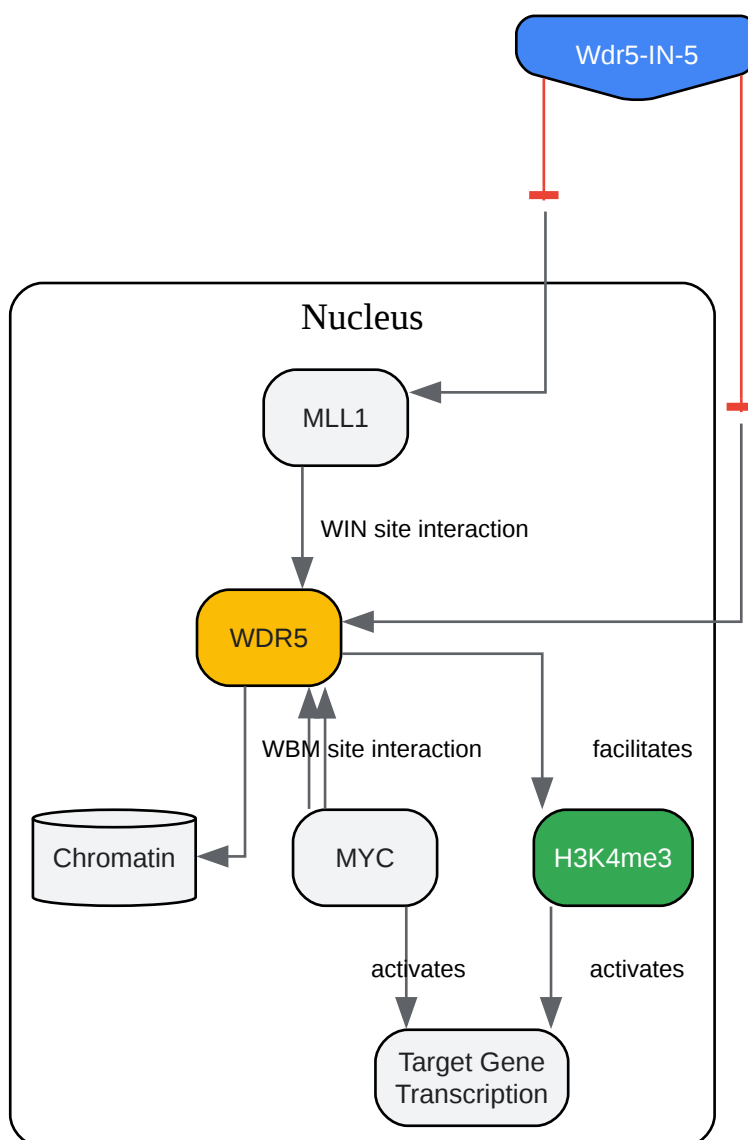 Wdr5-IN-5
Nucleus
MLL1
WIN site interaction
WDR5
WBM site interaction
facilitates
Chromatin
MYC
H3K4me3
activates
activates
Target Gene
Transcription